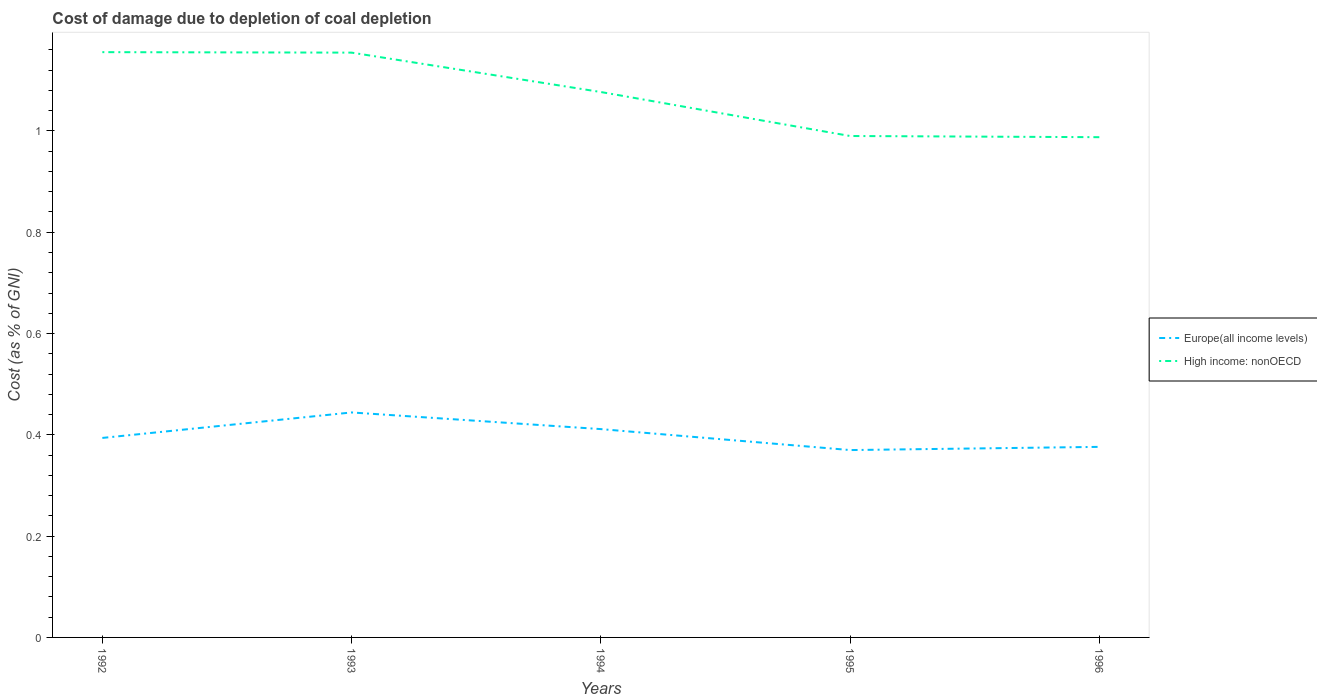 Cost of damage due to depletion of coal depletion
Cost (as % of GNI)
1
0.8
0.6
0.4
0.2
0
1992
1993
1994
1995
1996
Years
Europe(all income levels)
High income: nonOECD